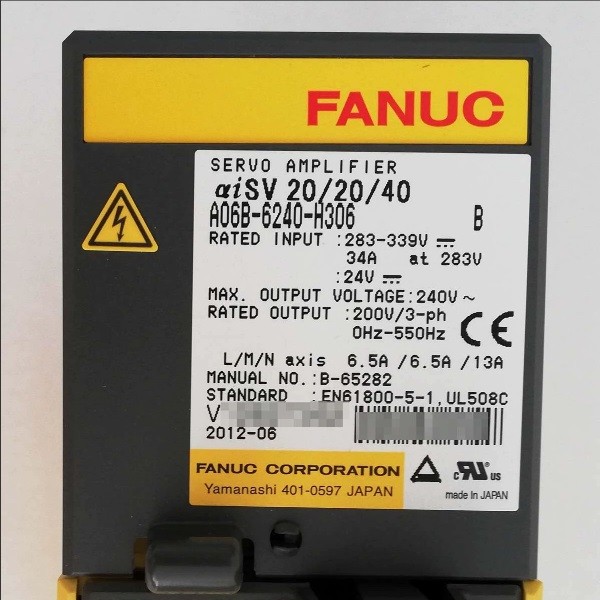 FANUC
SERVO AMPLIFIER
αiSV 20/20/40
A06B-6240-H306 B
RATED INPUT :283-339V ⎓
34A at 283V
:24V ⎓
MAX. OUTPUT VOLTAGE:240V～
RATED OUTPUT :200V/3-ph
0Hz-550Hz CE
L/M/N axis 6.5A /6.5A /13A
MANUAL NO.:B-65282
STANDARD :EN61800-5-1,UL508C
V
2012-06
FANUC CORPORATION
Yamanashi 401-0597 JAPAN
c RU us
made in JAPAN